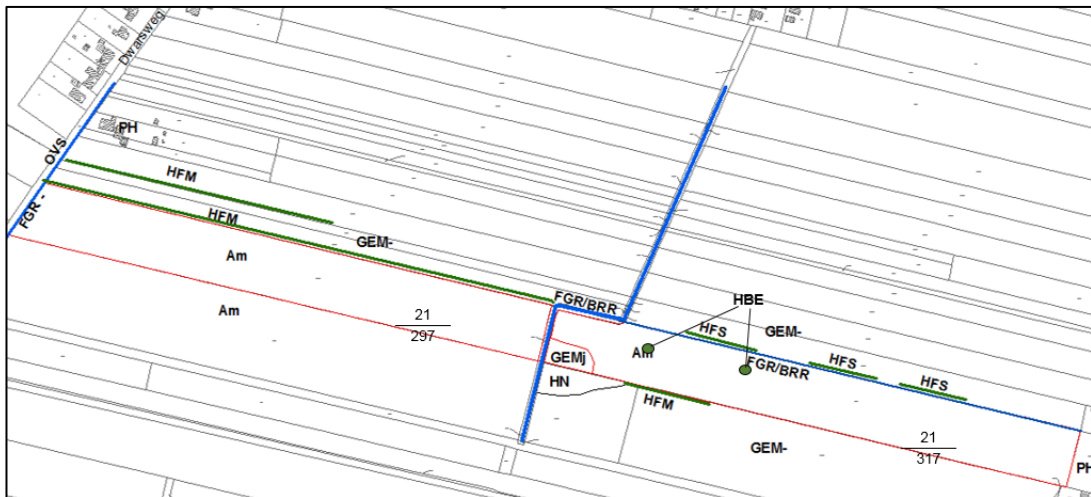 Dwarsweg
PH
OVS
HFM
FGR -
HFM
GEM-
Am
Am
21
297
FGR/BRR
HBE
HFS
GEM-
Am
FGR/BRR
HFS
HFS
GEMj
HN
HFM
GEM-
21
317
PH